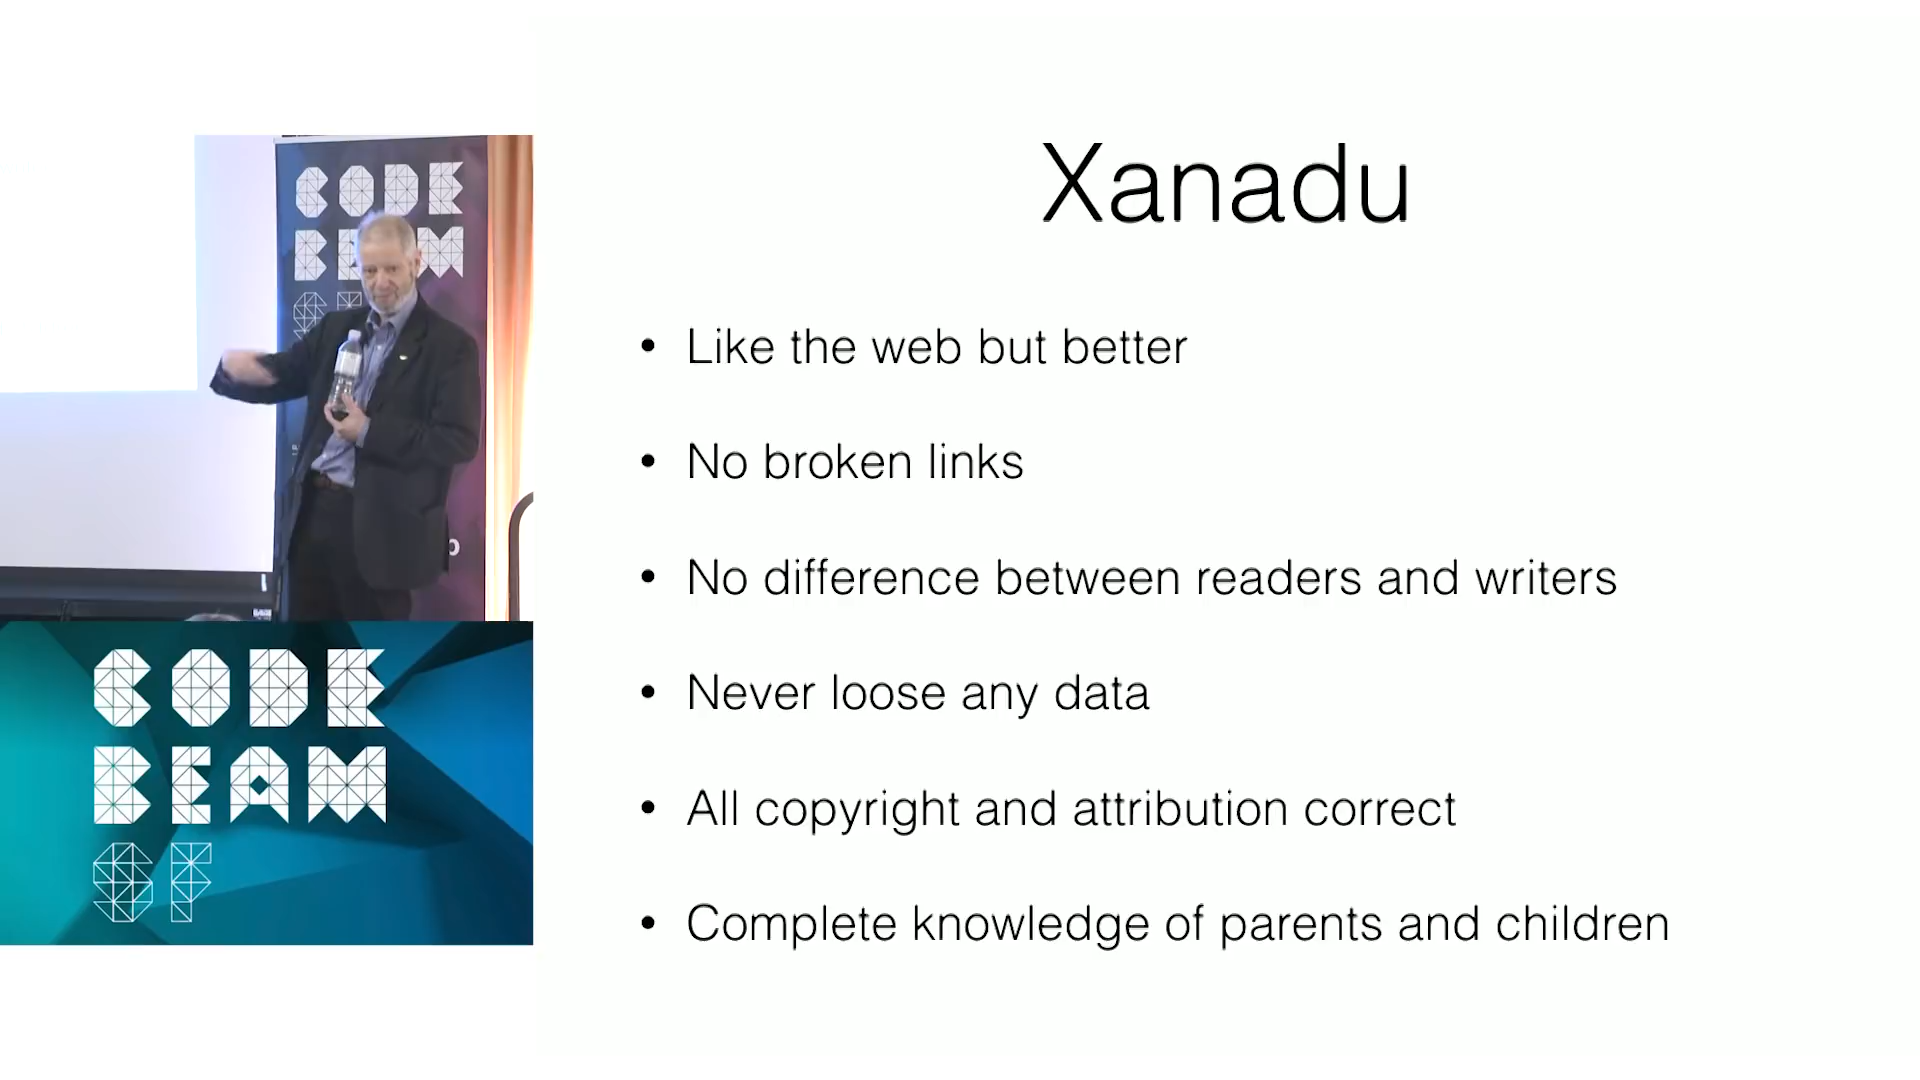 CODE
BEAM
SF
CODE
BEAM
SF
Xanadu
• Like the web but better
• No broken links
• No difference between readers and writers
• Never loose any data
• All copyright and attribution correct
• Complete knowledge of parents and children